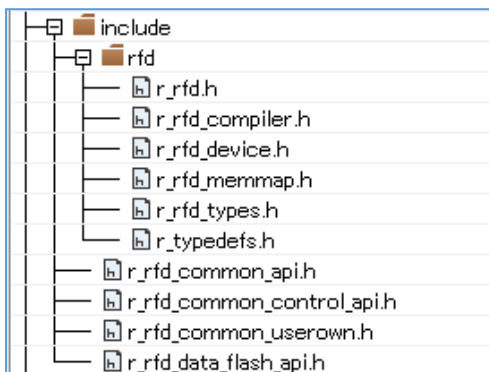 include
rfd
r_rfd.h
r_rfd_compiler.h
r_rfd_device.h
r_rfd_memmap.h
r_rfd_types.h
r_typedefs.h
r_rfd_common_api.h
r_rfd_common_control_api.h
r_rfd_common_userown.h
r_rfd_data_flash_api.h